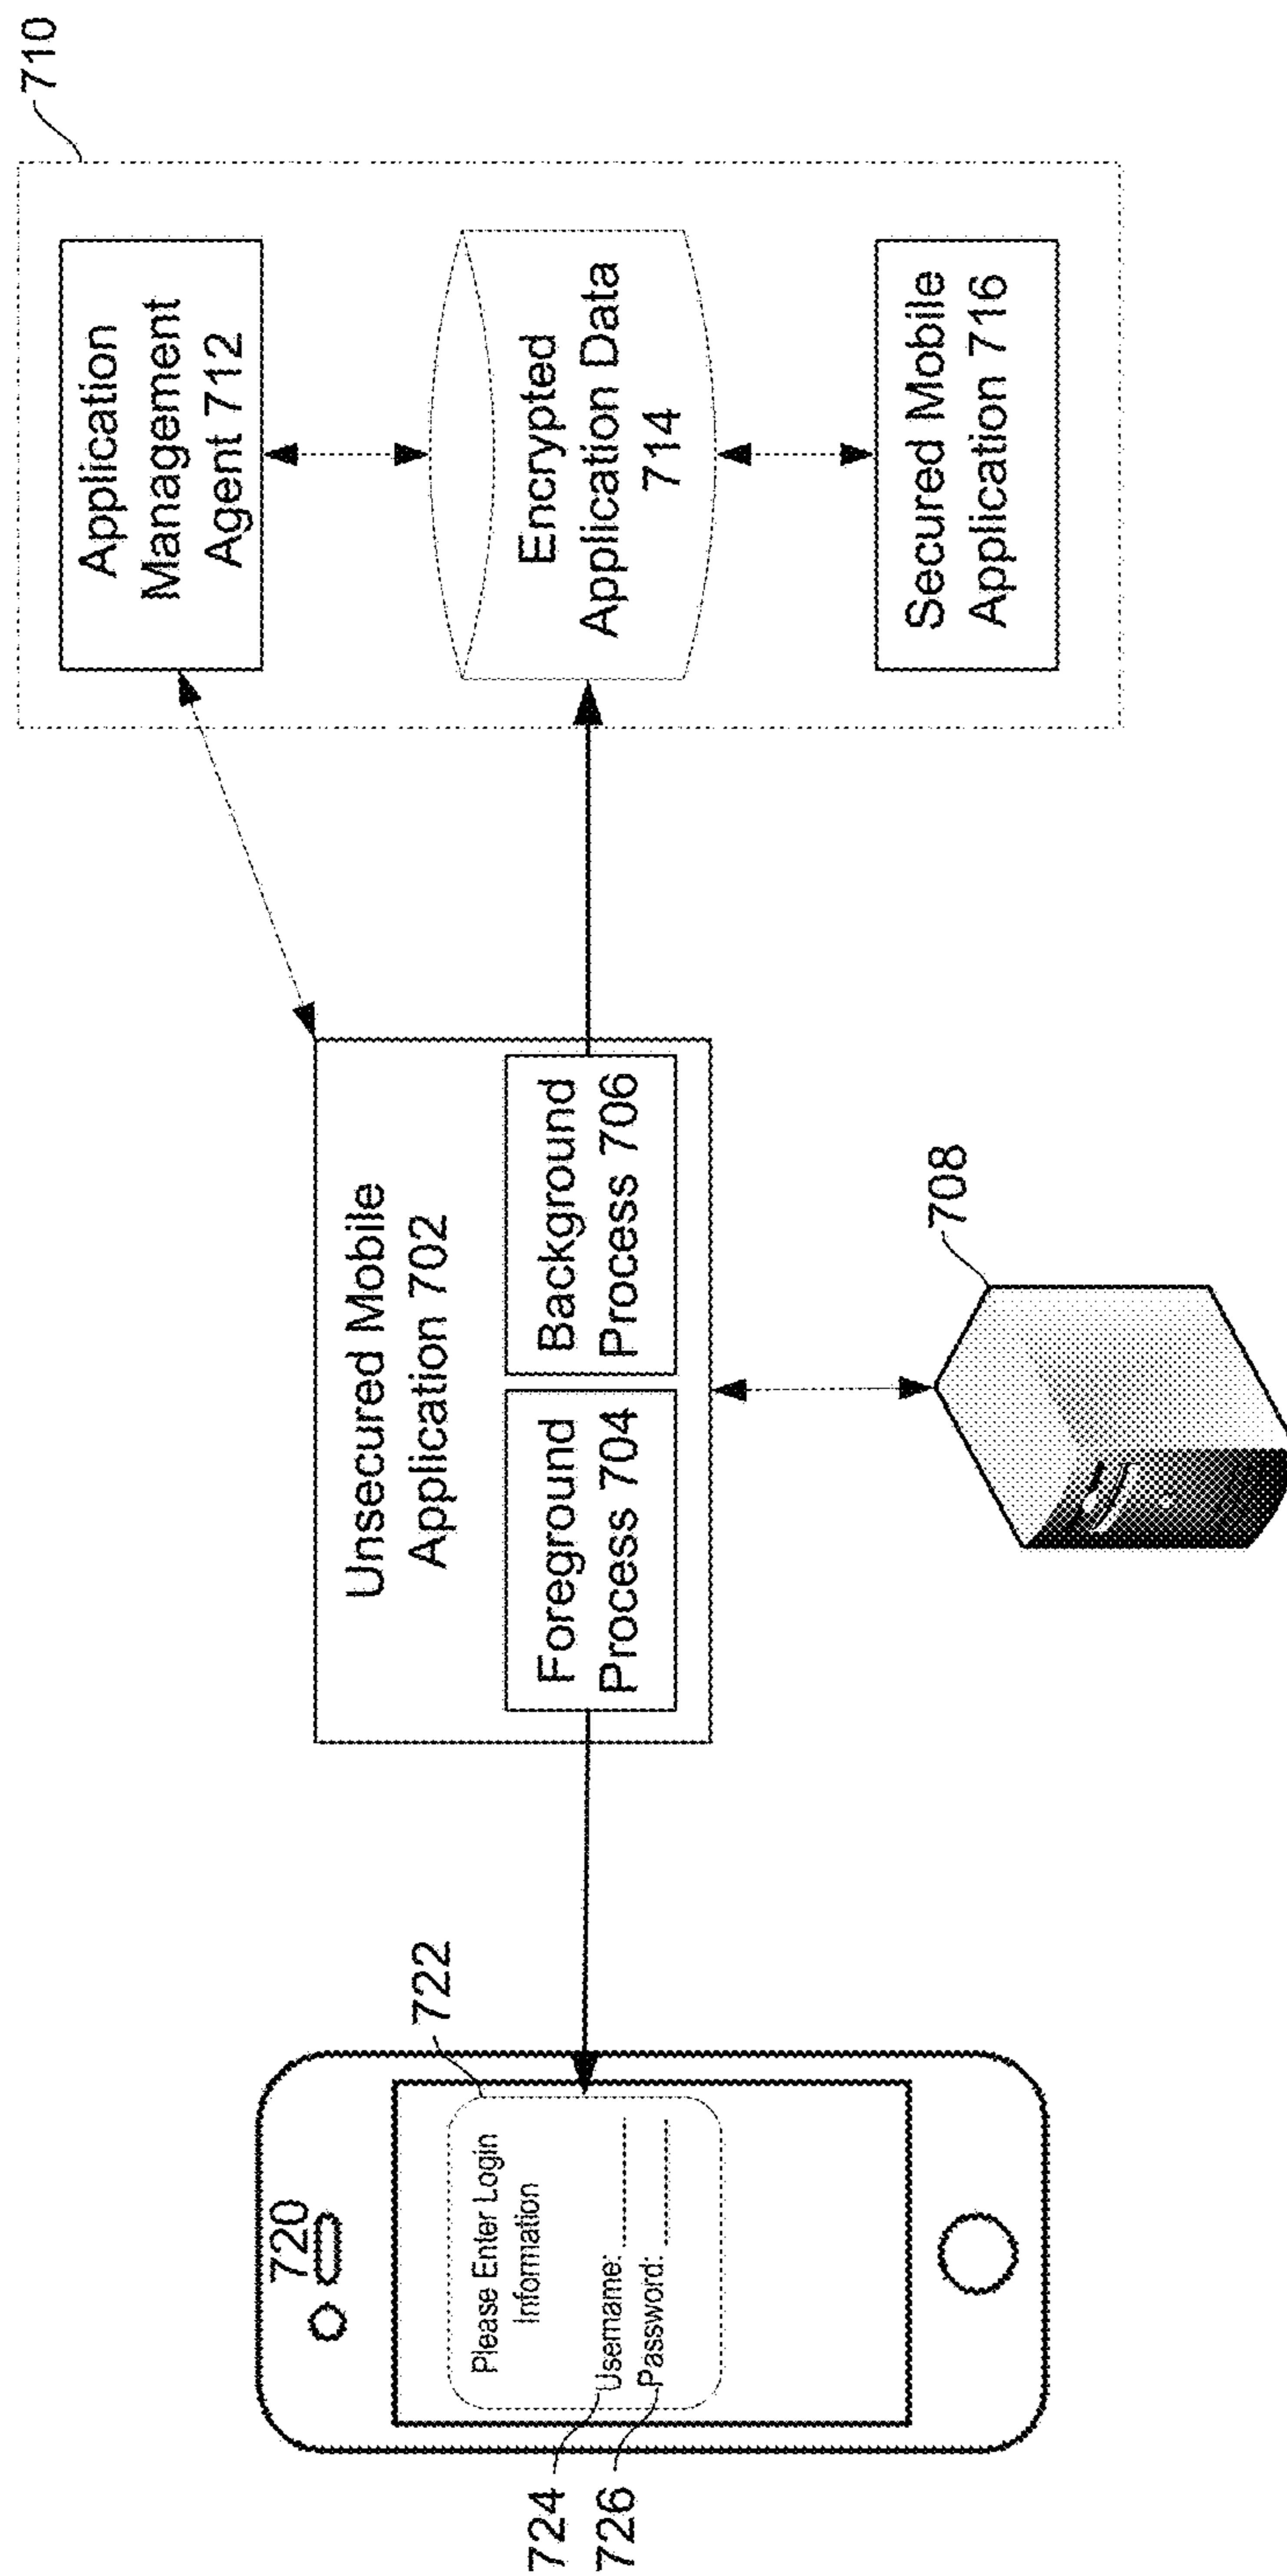 710
Application
Management
Agent 712
Encrypted
Application Data
714
Secured Mobile
Application 716
Unsecured Mobile
Application 702
Foreground
Process 704
Background
Process 706
708
720
722
Please Enter Login
Information
Username:
Password:
724
726